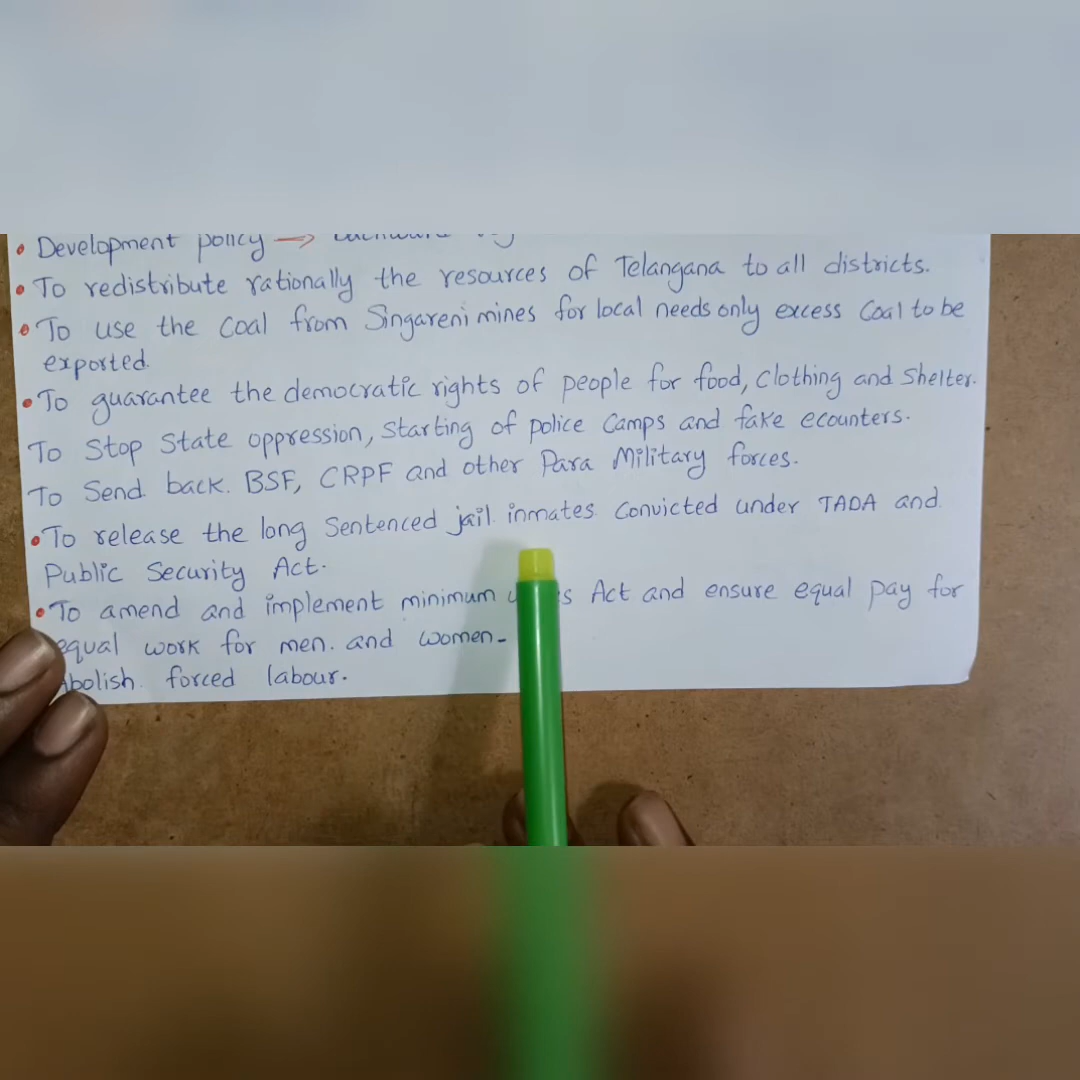 • Development policy →
• To redistribute rationally the resources of Telangana to all districts.
• To use the coal from Singareni mines for local needs only excess coal to be
exported.
• To guarantee the democratic rights of people for food, clothing and Shelter.
To Stop State oppression, Starting of police Camps and fake ecounters.
To Send back. BSF, CRPF and other Para Military forces.
• To release the long Sentenced jail inmates Convicted under TADA and
Public Security Act.
• To amend and implement minimum Act and ensure equal pay for
equal work for men. and women-
Abolish forced labour.